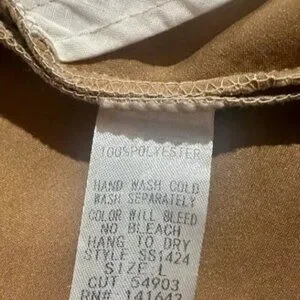 100%POLYESTER
HAND WASH COLD
WASH SEPARATELY
COLOR WILL BLEED
NO BLEACH
HANG TO DRY
STYLE SS1424
SIZE L
CUT 54903
RN#